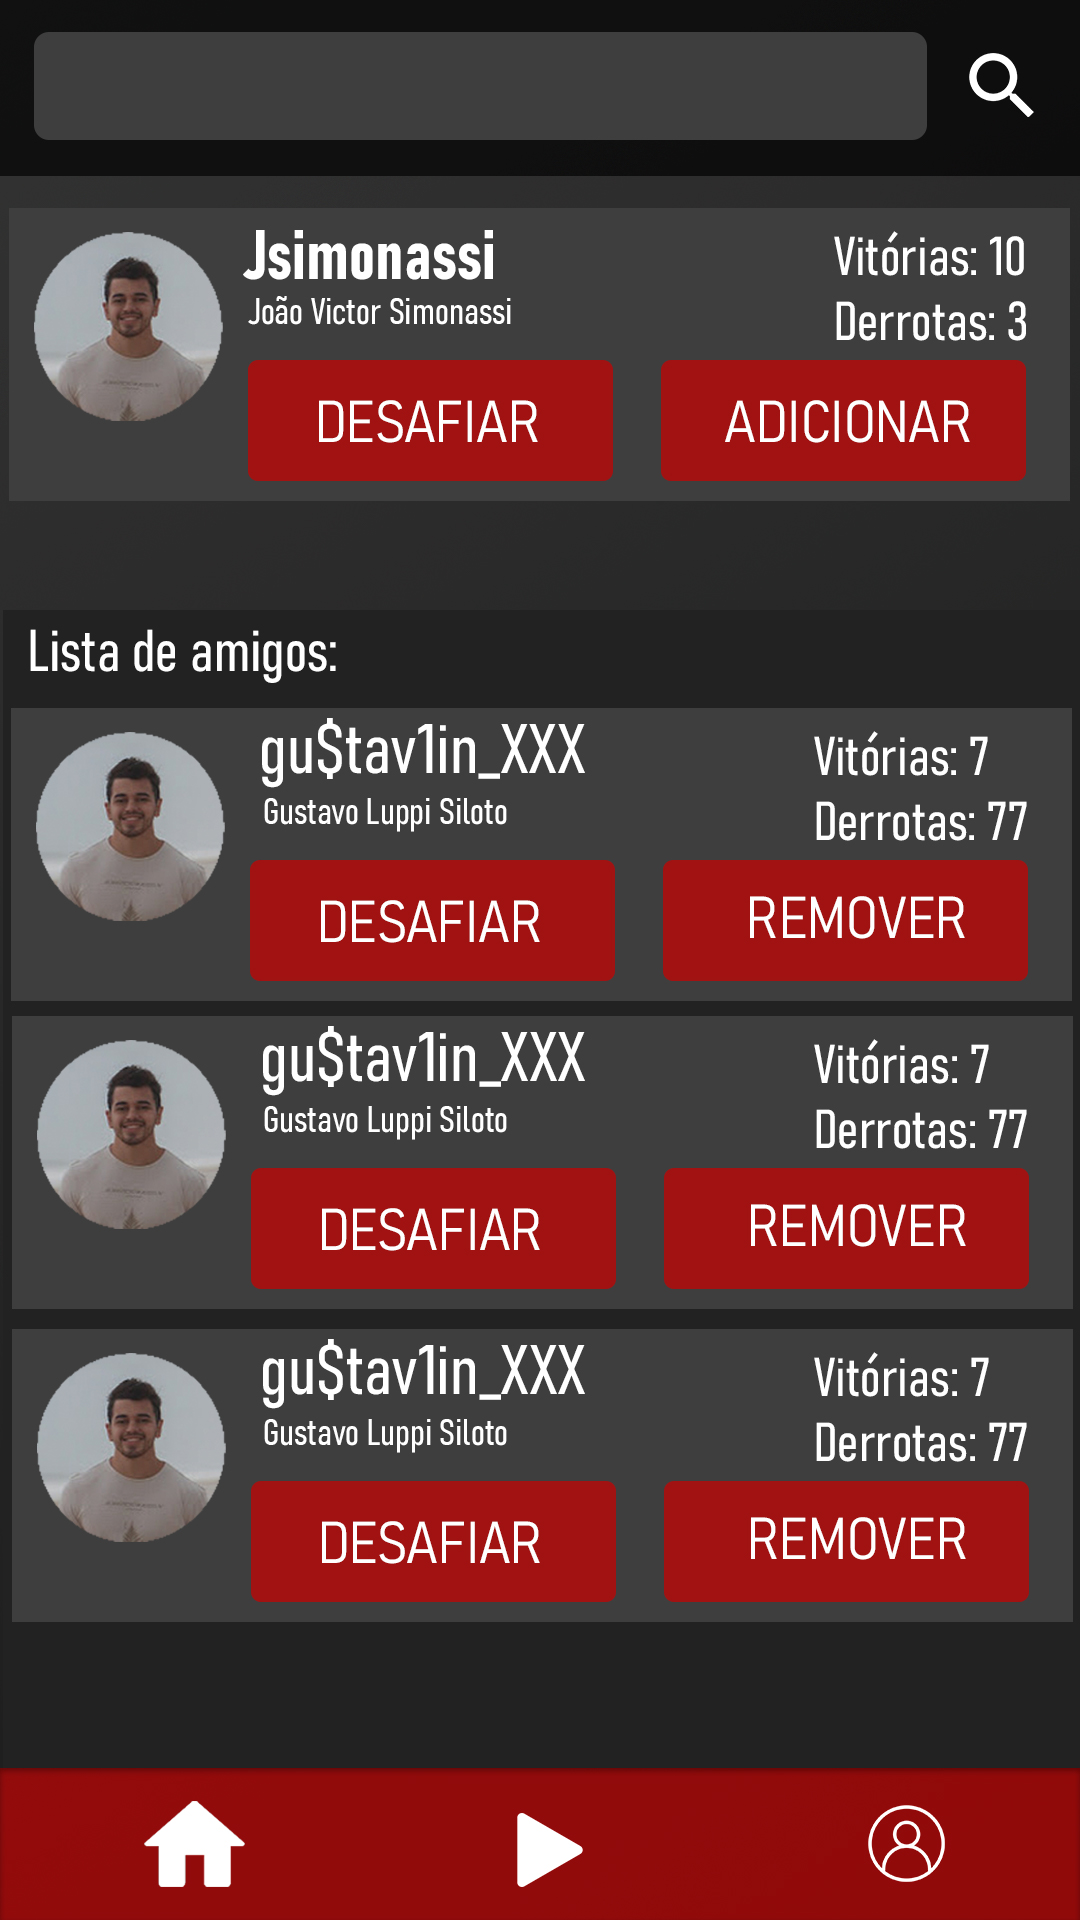 Jsimonassi
João Victor Simonassi
Vitórias: 10
Derrotas: 3
DESAFIAR
ADICIONAR
Lista de amigos:
gu$tav1in_XXX
Gustavo Luppi Siloto
Vitórias: 7
Derrotas: 77
DESAFIAR
REMOVER
gu$tav1in_XXX
Gustavo Luppi Siloto
Vitórias: 7
Derrotas: 77
DESAFIAR
REMOVER
gu$tav1in_XXX
Gustavo Luppi Siloto
Vitórias: 7
Derrotas: 77
DESAFIAR
REMOVER